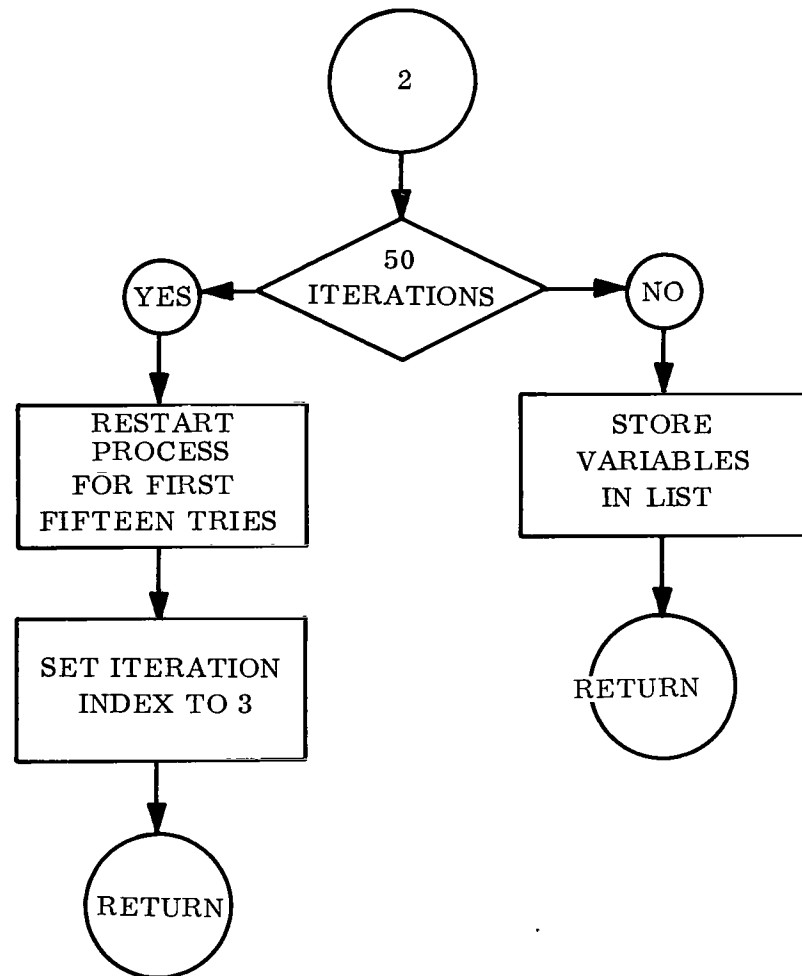 2
50
ITERATIONS
YES
NO
RESTART
PROCESS
FOR FIRST
FIFTEEN TRIES
STORE
VARIABLES
IN LIST
SET ITERATION
INDEX TO 3
RETURN
RETURN